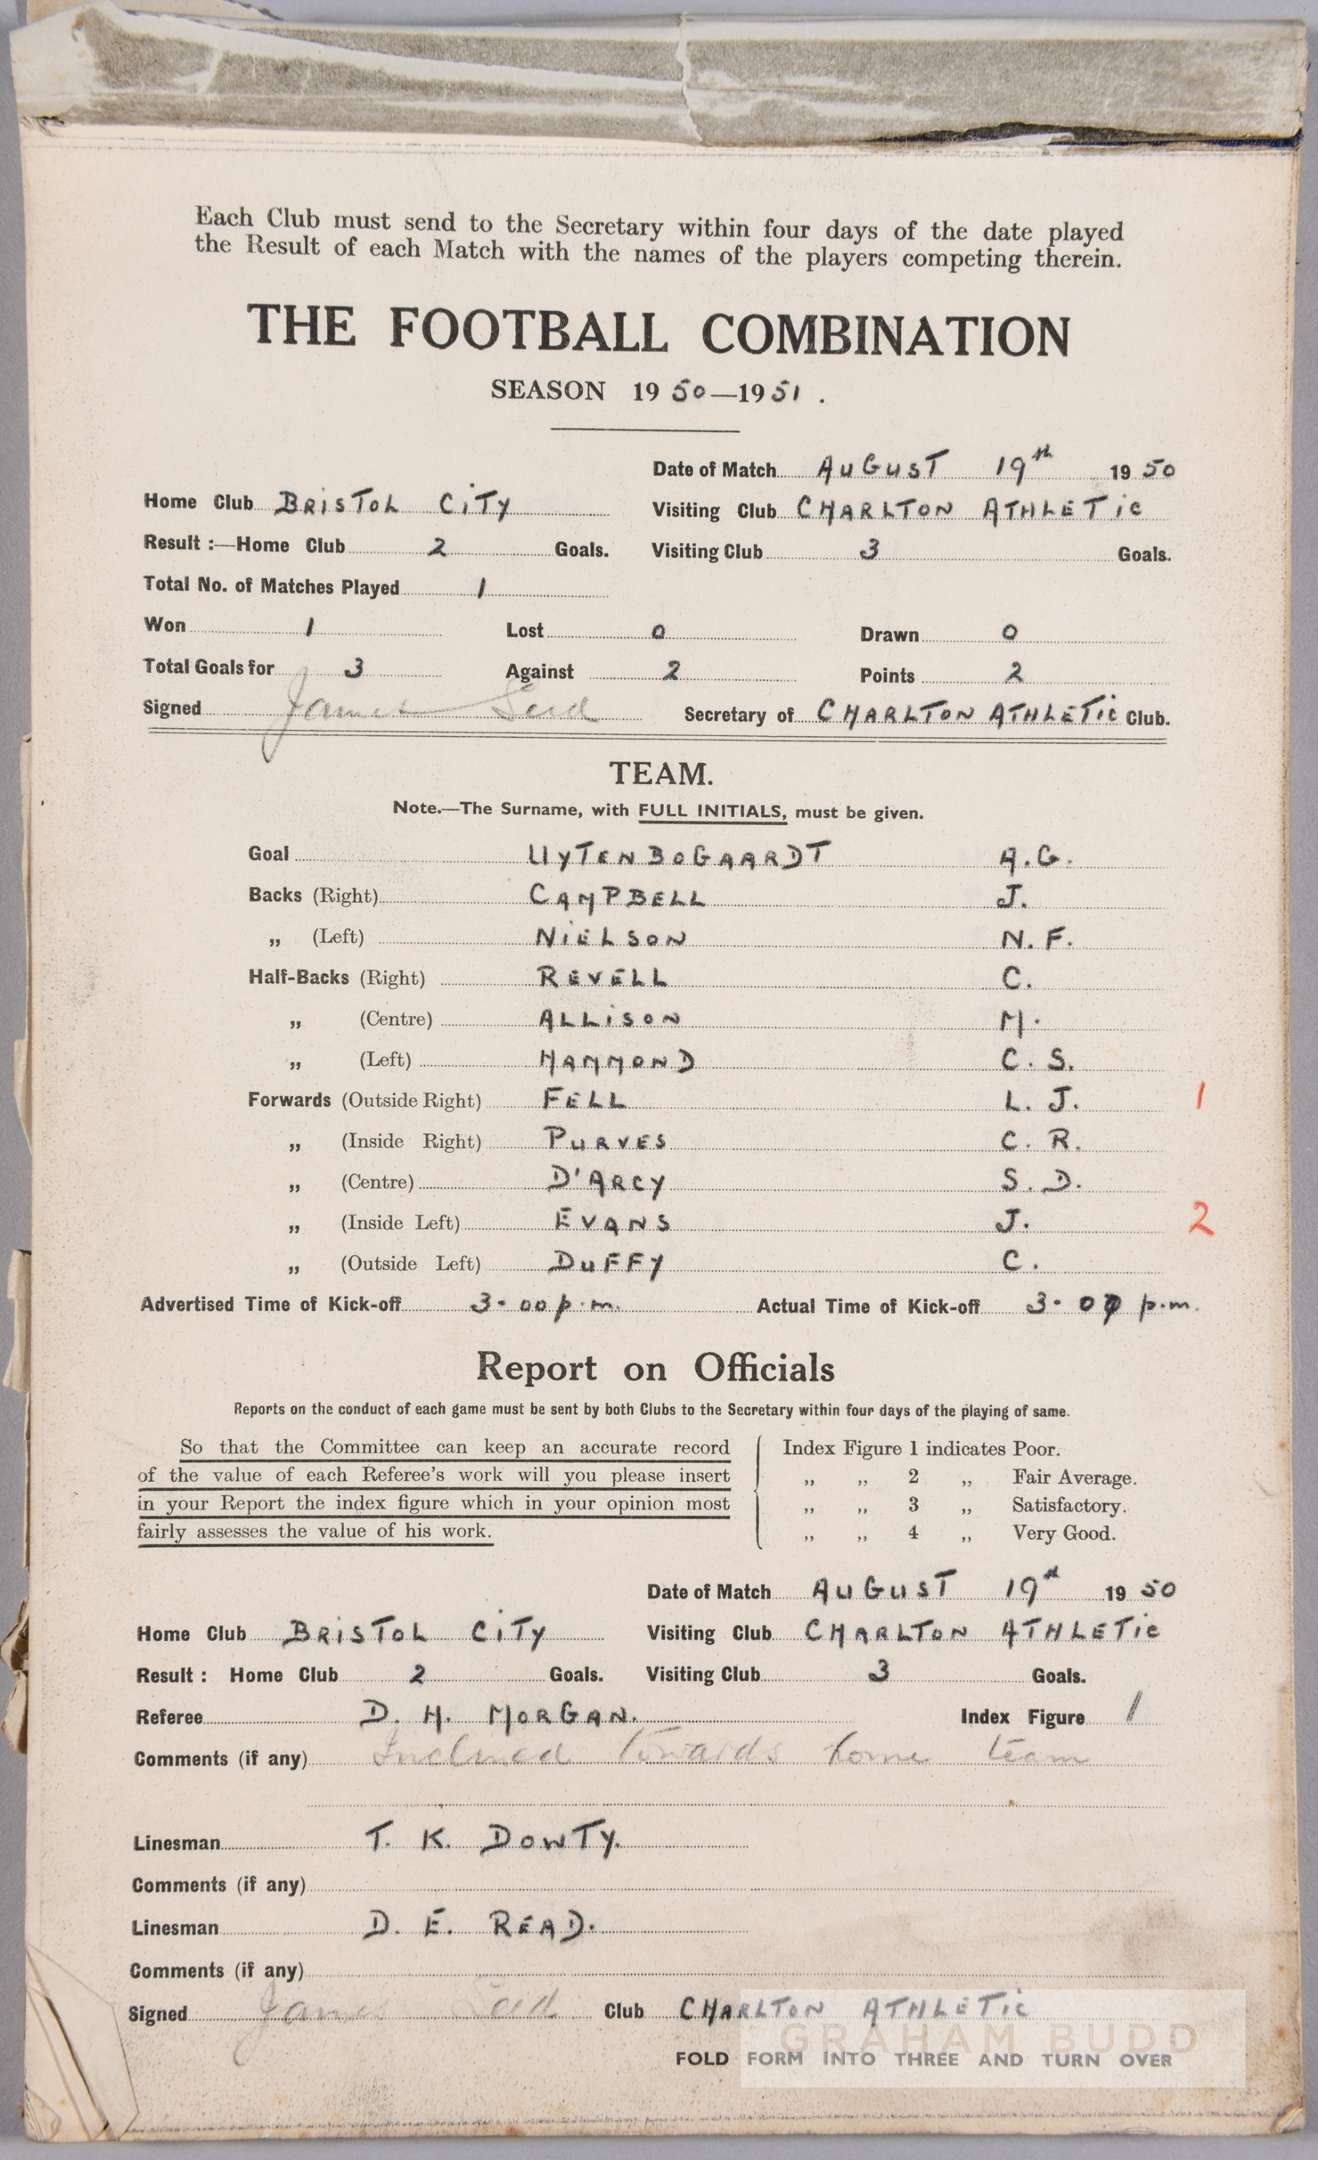 Each Club must send to the Secretary within four days of the date played
the Result of each Match with the names of the players competing therein.
THE FOOTBALL COMBINATION
SEASON 1950—1951.
Date of Match AUGUST 19th 1950
Home Club BRISTOL CITY Visiting Club CHARLTON ATHLETIC
Result :—Home Club 2 Goals. Visiting Club 3 Goals.
Total No. of Matches Played 1
Won 1 Lost 0 Drawn 0
Total Goals for 3 Against 2 Points 2
Signed James Secretary of CHARLTON ATHLETIC Club.
TEAM.
Note.—The Surname, with FULL INITIALS, must be given.
Goal UYTENBOGAARDT A.G.
Backs (Right) CAMPBELL J.
„ (Left) NIELSON N.F.
Half-Backs (Right) REVELL C.
„ (Centre) ALLISON M.
„ (Left) HAMMOND C.S.
Forwards (Outside Right) FELL L.J. 1
„ (Inside Right) PURVES C.R.
„ (Centre) D'ARCY S.D.
„ (Inside Left) EVANS J. 2
„ (Outside Left) DUFFY C.
Advertised Time of Kick-off 3.00 p.m. Actual Time of Kick-off p.m.
Report on Officials
Reports on the conduct of each game must be sent by both Clubs to the Secretary within four days of the playing of same.
So that the Committee can keep an accurate record
of the value of each Referee's work will you please insert
in your Report the index figure which in your opinion most
fairly assesses the value of his work.
Index Figure 1 indicates Poor.
„ „ 2 „ Fair Average.
„ „ 3 „ Satisfactory.
„ „ 4 „ Very Good.
Date of Match AUGUST 19th 1950
Home Club BRISTOL CITY Visiting Club CHARLTON ATHLETIC
Result : Home Club 2 Goals. Visiting Club 3 Goals.
Referee D. H. MORGAN. Index Figure 1
Comments (if any) Inclined towards home team
Linesman T. K. DOWTY.
Comments (if any)
Linesman D. E. READ.
Comments (if any)
Signed James Club CHARLTON ATHLETIC
GRAHAM BUDD
FOLD FORM INTO THREE AND TURN OVER